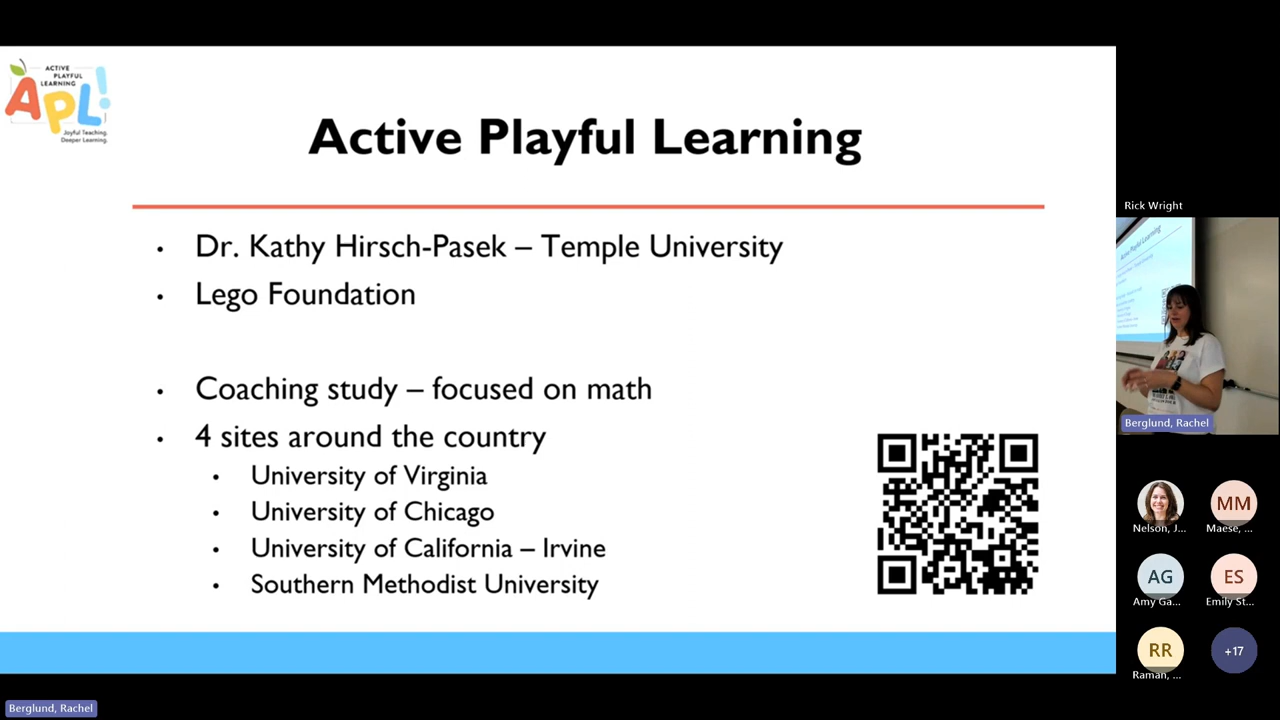 ACTIVE
PLAYFUL
LEARNING
APL!
Joyful Teaching.
Deeper Learning.
Active Playful Learning
• Dr. Kathy Hirsch-Pasek – Temple University
• Lego Foundation
• Coaching study – focused on math
• 4 sites around the country
• University of Virginia
• University of Chicago
• University of California – Irvine
• Southern Methodist University
Rick Wright
Active Playful Learning
Berglund, Rachel
Nelson, J...
MM
Maese, ...
AG
Amy Ga...
ES
Emily St...
RR
Raman, ...
+17
Berglund, Rachel